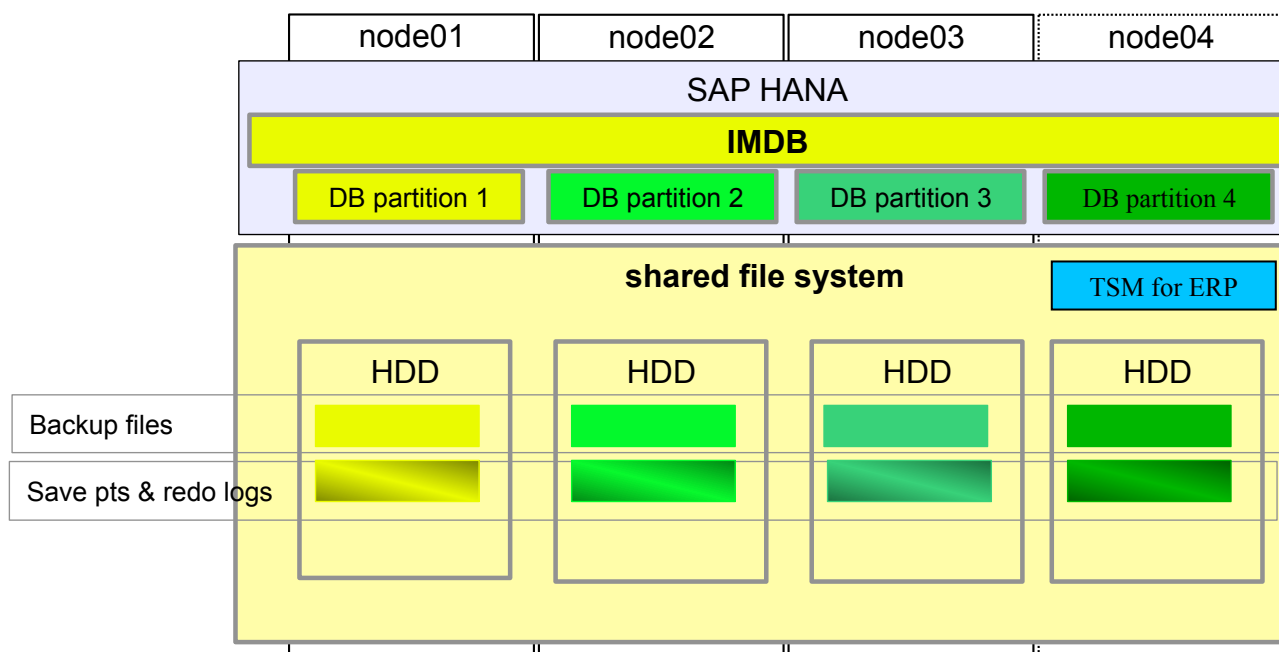 node01 node02 node03 node04
SAP HANA
IMDB
DB partition 1 DB partition 2 DB partition 3 DB partition 4
shared file system
TSM for ERP
HDD HDD HDD HDD
Backup files
Save pts & redo logs